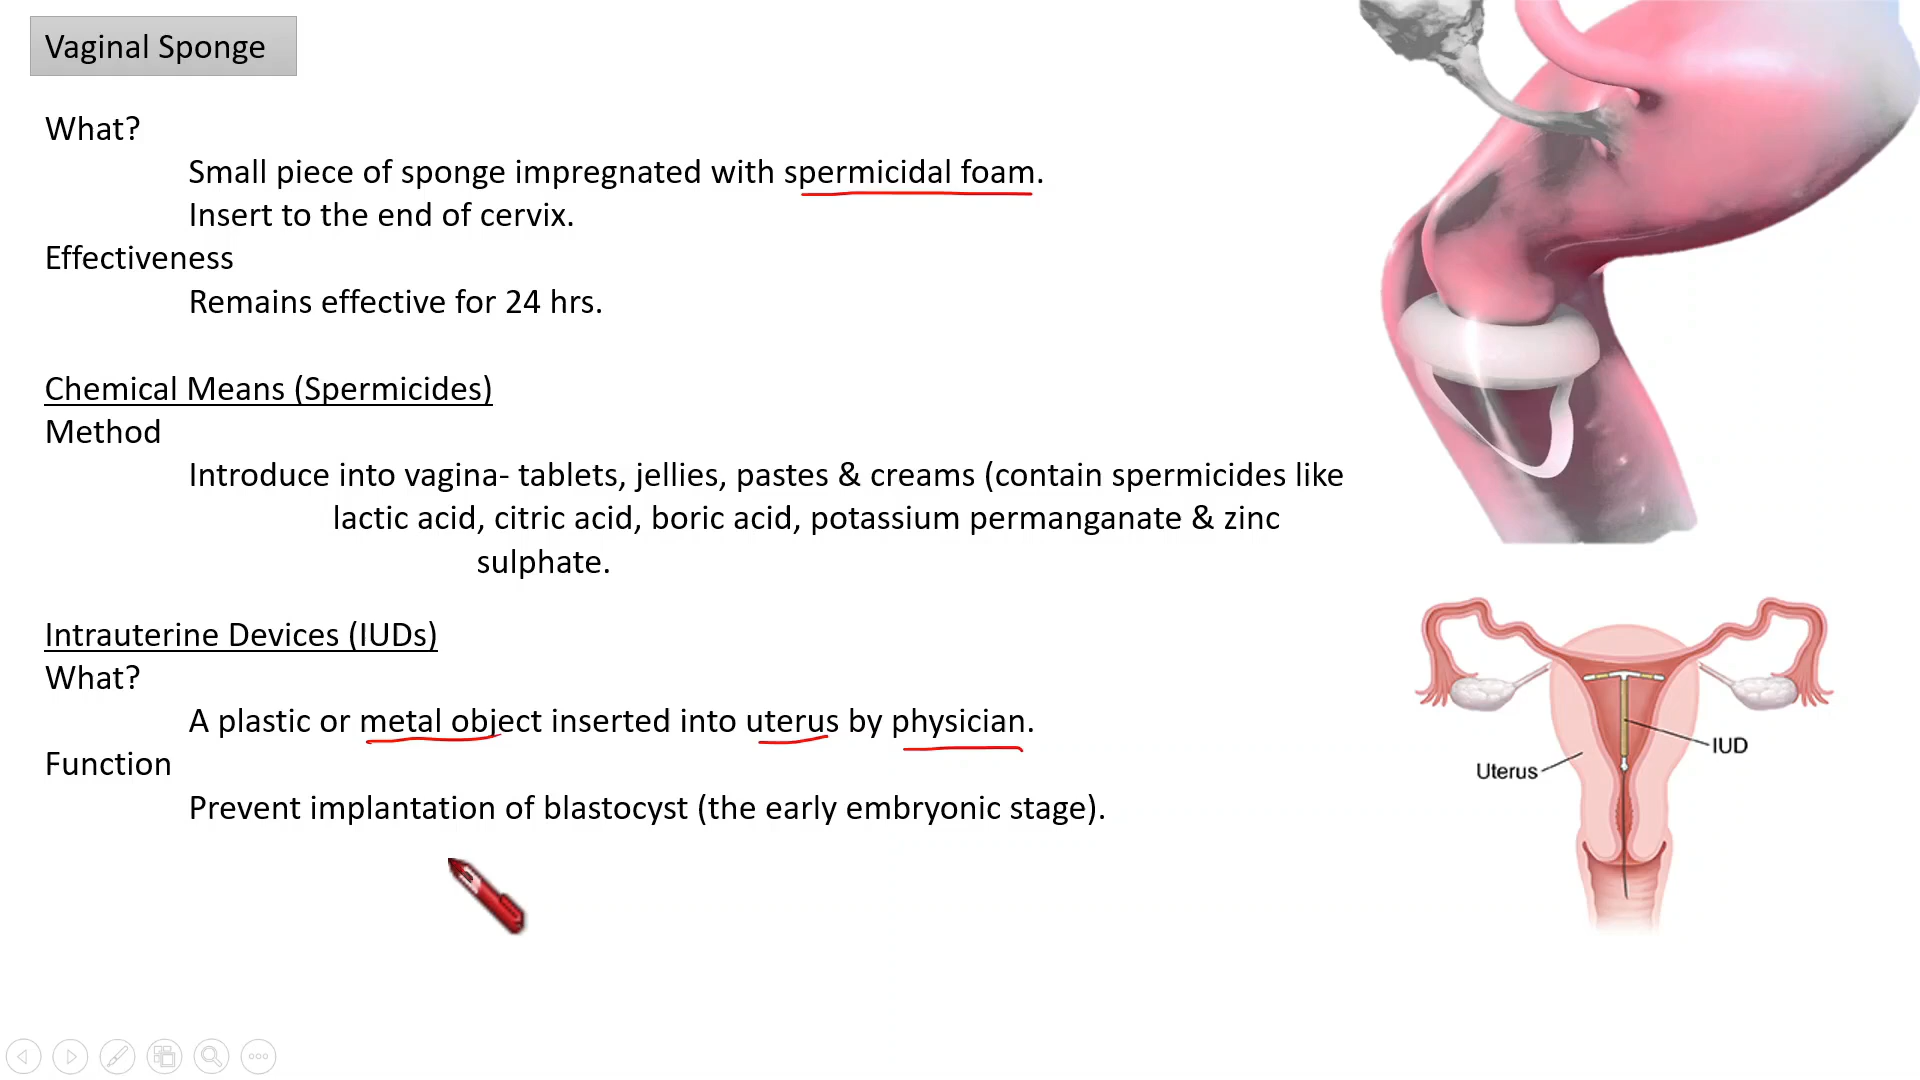 Vaginal Sponge
What?
Small piece of sponge impregnated with spermicidal foam.
Insert to the end of cervix.
Effectiveness
Remains effective for 24 hrs.
Chemical Means (Spermicides)
Method
Introduce into vagina- tablets, jellies, pastes & creams (contain spermicides like
lactic acid, citric acid, boric acid, potassium permanganate & zinc
sulphate.
Intrauterine Devices (IUDs)
What?
A plastic or metal object inserted into uterus by physician.
Function
Prevent implantation of blastocyst (the early embryonic stage).
IUD
Uterus